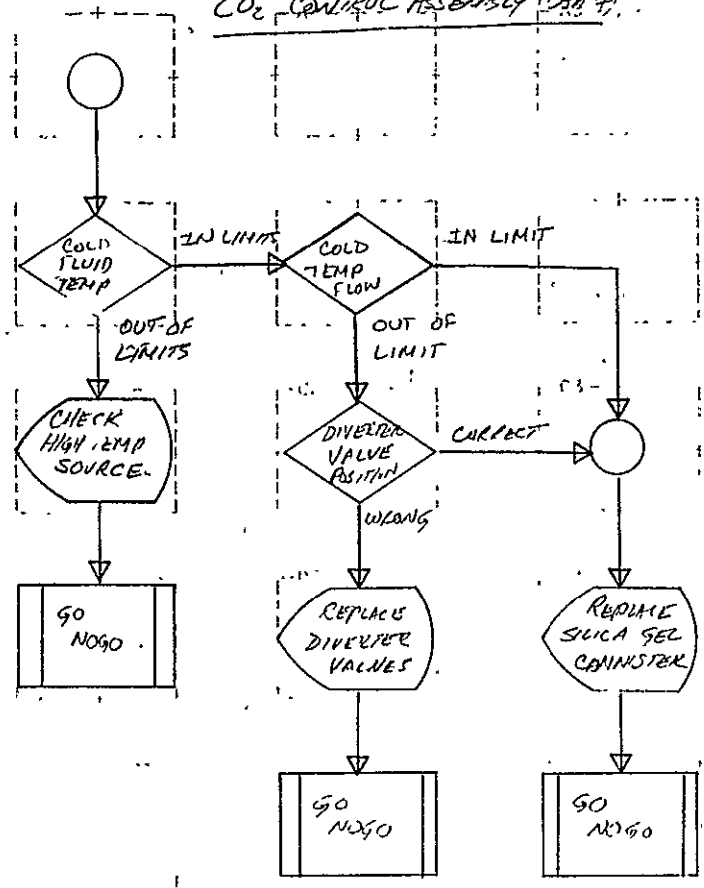 CO₂ CONTROL ASSEMBLY
COLD
FLUID
TEMP
IN LIMITS
COLD
TEMP
FLOW
IN LIMIT
OUT OF
LIMITS
OUT OF
LIMIT
CHECK
HIGH TEMP
SOURCE.
DIVERTER
VALVE
POSITION
CORRECT
WRONG
GO
NOGO
REPLACE
DIVERTER
VALVES
REPLACE
SILICA GEL
CANNISTER
GO
NOGO
GO
NOGO